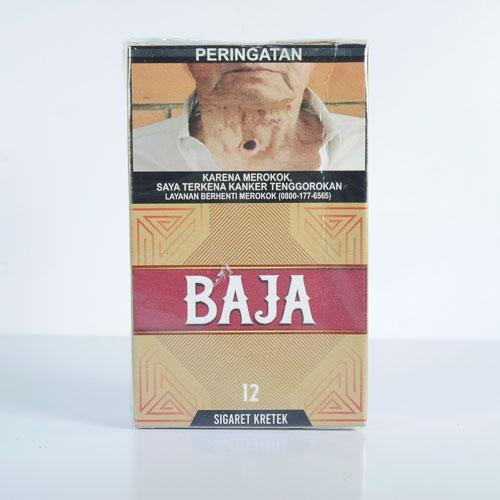 PERINGATAN
KARENA MEROKOK,
SAYA TERKENA KANKER TENGGOROKAN
LAYANAN BERHENTI MEROKOK (0800-177-6565)
BAJA
12
SIGARET KRETEK